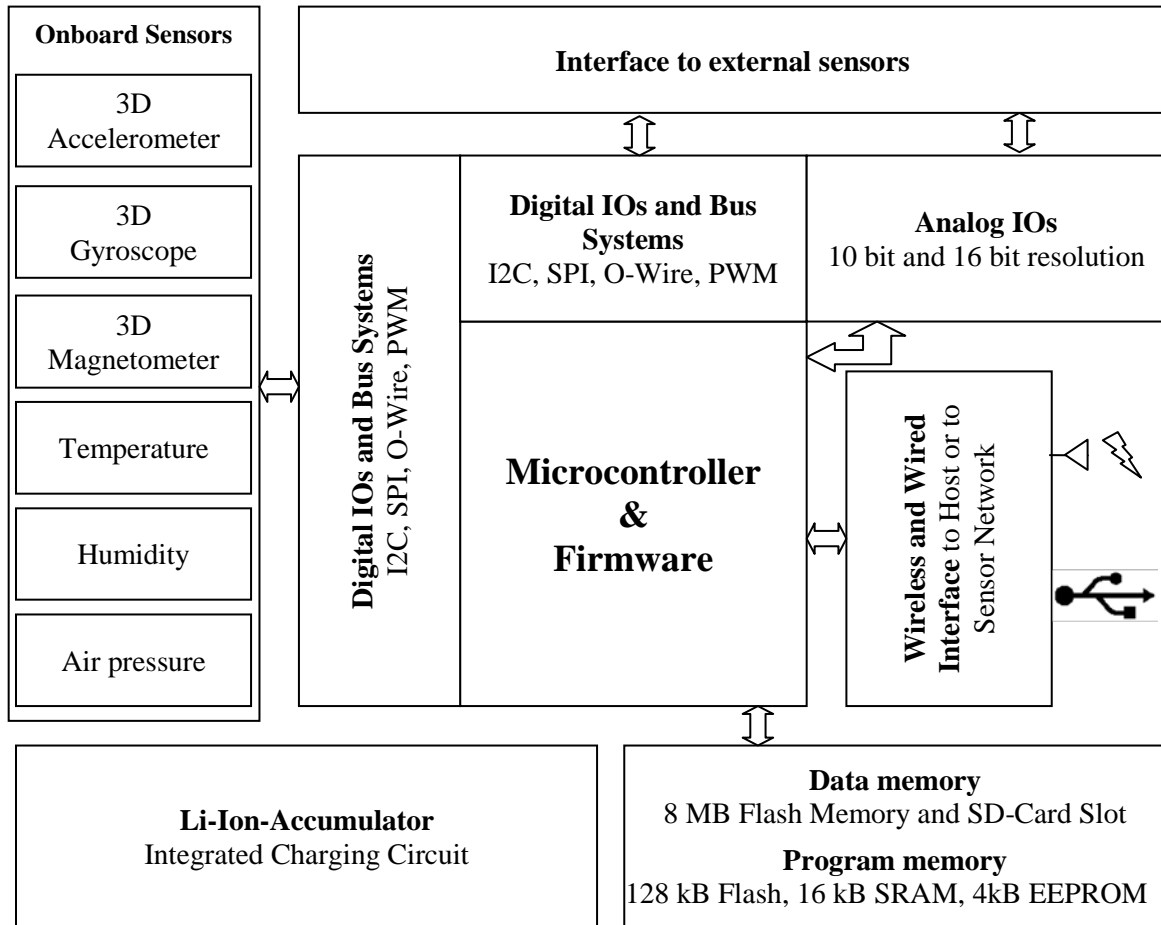 Onboard Sensors
3D
Accelerometer
3D
Gyroscope
3D
Magnetometer
Temperature
Humidity
Air pressure
Interface to external sensors
Digital IOs and Bus Systems
I2C, SPI, O-Wire, PWM
Digital IOs and Bus
Systems
I2C, SPI, O-Wire, PWM
Analog IOs
10 bit and 16 bit resolution
Microcontroller
&
Firmware
Wireless and Wired
Interface to Host or to
Sensor Network
Li-Ion-Accumulator
Integrated Charging Circuit
Data memory
8 MB Flash Memory and SD-Card Slot
Program memory
128 kB Flash, 16 kB SRAM, 4kB EEPROM